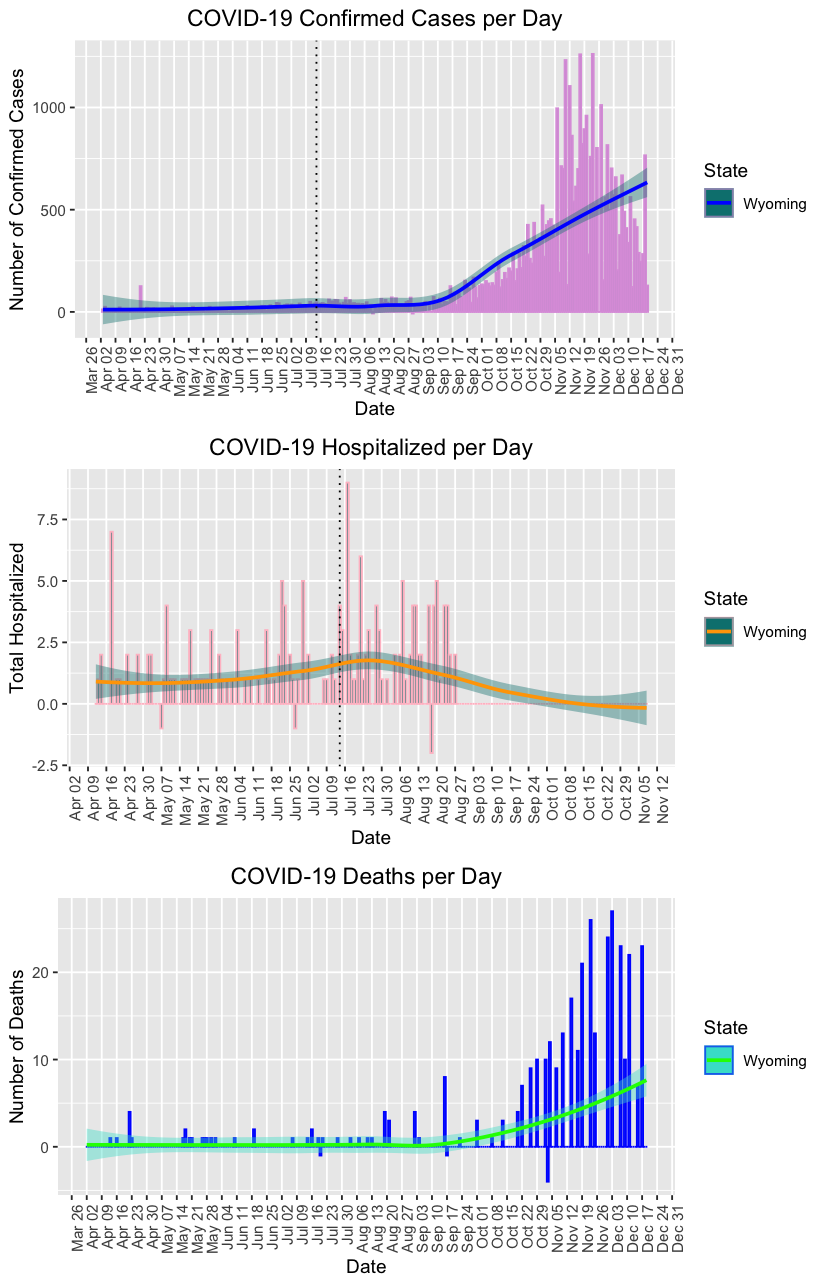 COVID-19 Confirmed Cases per Day
Number of Confirmed Cases
1000
500
0
Mar 26
Apr 02
Apr 09
Apr 16
Apr 23
Apr 30
May 07
May 14
May 21
May 28
Jun 04
Jun 11
Jun 18
Jun 25
Jul 02
Jul 09
Jul 16
Jul 23
Jul 30
Aug 06
Aug 13
Aug 20
Aug 27
Sep 03
Sep 10
Sep 17
Sep 24
Oct 01
Oct 08
Oct 15
Oct 22
Oct 29
Nov 05
Nov 12
Nov 19
Nov 26
Dec 03
Dec 10
Dec 17
Dec 24
Dec 31
Date
State
Wyoming
COVID-19 Hospitalized per Day
Total Hospitalized
7.5
5.0
2.5
0.0
-2.5
Apr 02
Apr 09
Apr 16
Apr 23
Apr 30
May 07
May 14
May 21
May 28
Jun 04
Jun 11
Jun 18
Jun 25
Jul 02
Jul 09
Jul 16
Jul 23
Jul 30
Aug 06
Aug 13
Aug 20
Aug 27
Sep 03
Sep 10
Sep 17
Sep 24
Oct 01
Oct 08
Oct 15
Oct 22
Oct 29
Nov 05
Nov 12
Date
State
Wyoming
COVID-19 Deaths per Day
Number of Deaths
20
10
0
Mar 26
Apr 02
Apr 09
Apr 16
Apr 23
Apr 30
May 07
May 14
May 21
May 28
Jun 04
Jun 11
Jun 18
Jun 25
Jul 02
Jul 09
Jul 16
Jul 23
Jul 30
Aug 06
Aug 13
Aug 20
Aug 27
Sep 03
Sep 10
Sep 17
Sep 24
Oct 01
Oct 08
Oct 15
Oct 22
Oct 29
Nov 05
Nov 12
Nov 19
Nov 26
Dec 03
Dec 10
Dec 17
Dec 24
Dec 31
Date
State
Wyoming